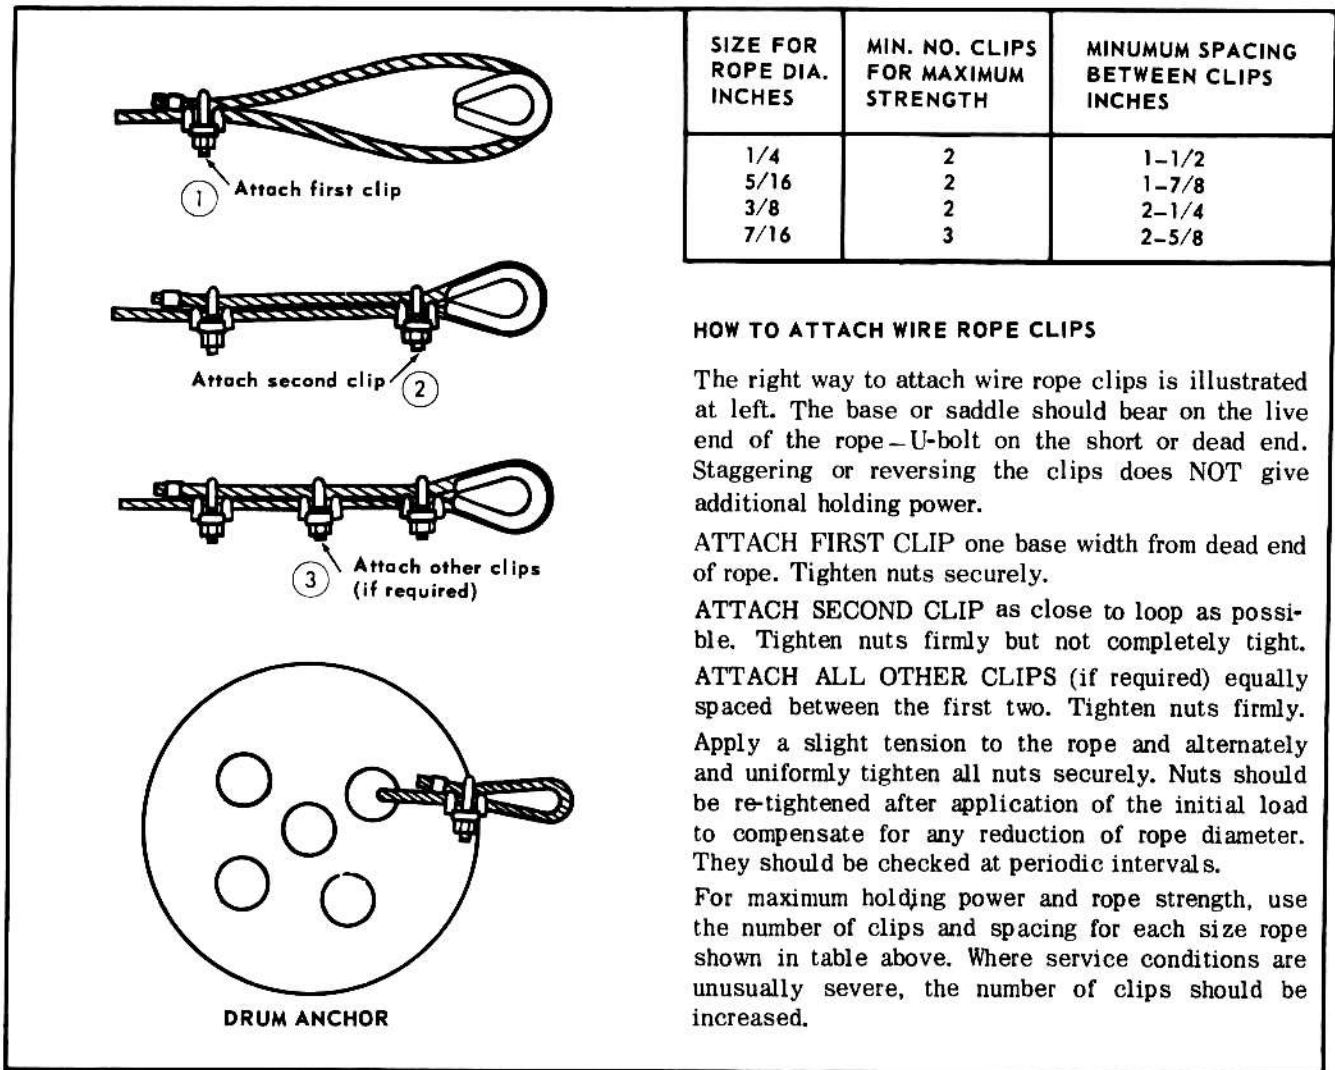 1 Attach first clip
Attach second clip 2
3 Attach other clips
(if required)
DRUM ANCHOR
SIZE FOR ROPE DIA. INCHES | MIN. NO. CLIPS FOR MAXIMUM STRENGTH | MINUMUM SPACING BETWEEN CLIPS INCHES
1/4 2 1-1/2
5/16 2 1-7/8
3/8 2 2-1/4
7/16 3 2-5/8
HOW TO ATTACH WIRE ROPE CLIPS
The right way to attach wire rope clips is illustrated
at left. The base or saddle should bear on the live
end of the rope – U-bolt on the short or dead end.
Staggering or reversing the clips does NOT give
additional holding power.
ATTACH FIRST CLIP one base width from dead end
of rope. Tighten nuts securely.
ATTACH SECOND CLIP as close to loop as possi-
ble. Tighten nuts firmly but not completely tight.
ATTACH ALL OTHER CLIPS (if required) equally
spaced between the first two. Tighten nuts firmly.
Apply a slight tension to the rope and alternately
and uniformly tighten all nuts securely. Nuts should
be re-tightened after application of the initial load
to compensate for any reduction of rope diameter.
They should be checked at periodic intervals.
For maximum holding power and rope strength, use
the number of clips and spacing for each size rope
shown in table above. Where service conditions are
unusually severe, the number of clips should be
increased.